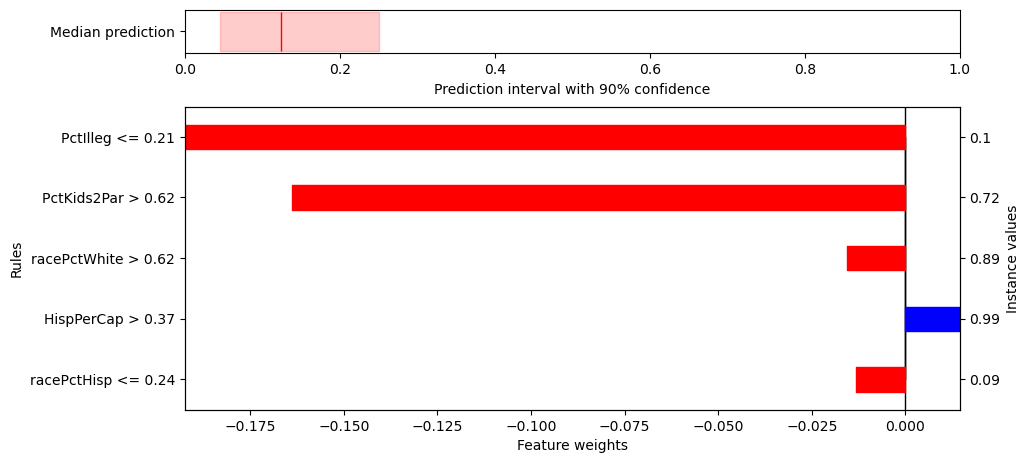 Median prediction
0.0 0.2 0.4 0.6 0.8 1.0
Prediction interval with 90% confidence
PctIlleg <= 0.21 0.1
PctKids2Par > 0.62 0.72
racePctWhite > 0.62 0.89
HispPerCap > 0.37 0.99
racePctHisp <= 0.24 0.09
Rules
Instance values
−0.175 −0.150 −0.125 −0.100 −0.075 −0.050 −0.025 0.000
Feature weights